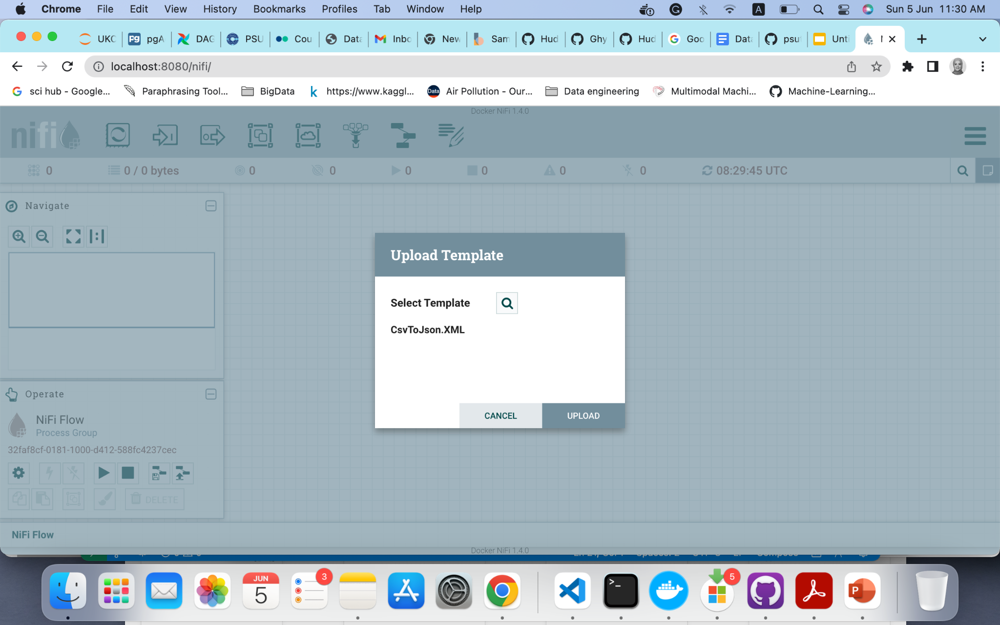 Chrome File Edit View History Bookmarks Profiles Tab Window Help
A
Sun 5 Jun 11:30 AM
UKC
pg pgA
DAG
PSU
Cou
Data
Inbo
New
Sam
Hud
Ghy
Hud
Goo
Data
psut
Unti
localhost:8080/nifi/
sci hub - Google...
Paraphrasing Tool...
BigData
k https://www.kaggl...
Data Air Pollution - Our...
Data engineering
Multimodal Machi...
Machine-Learning...
Docker NiFi 1.4.0
nifi
0
0 / 0 bytes
0
0
0
0
0
0
08:29:45 UTC
Navigate
Upload Template
Select Template
CsvToJson.XML
CANCEL
UPLOAD
Operate
NiFi Flow
Process Group
32faf8cf-0181-1000-d412-588fc4237cec
DELETE
NiFi Flow
Docker NiFi 1.4.0
JUN
5
3
5
P